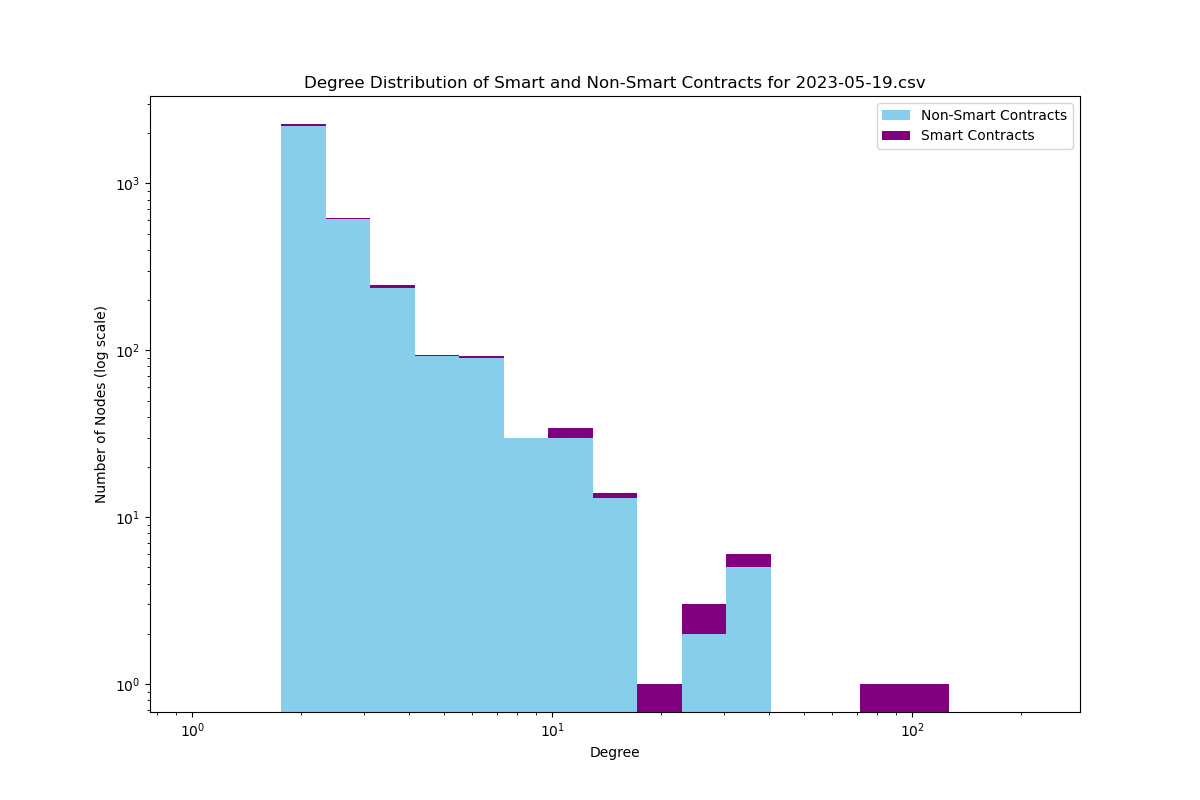 Degree Distribution of Smart and Non-Smart Contracts for 2023-05-19.csv
Non-Smart Contracts
Smart Contracts
Number of Nodes (log scale)
10³
10²
10¹
10⁰
10⁰ 10¹ 10²
Degree